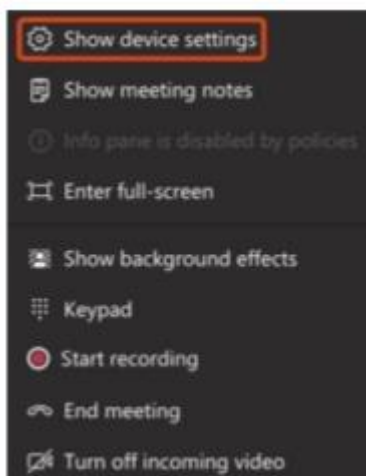 Show device settings
Show meeting notes
Info pane is disabled by policies
Enter full-screen
Show background effects
Keypad
Start recording
End meeting
Turn off incoming video